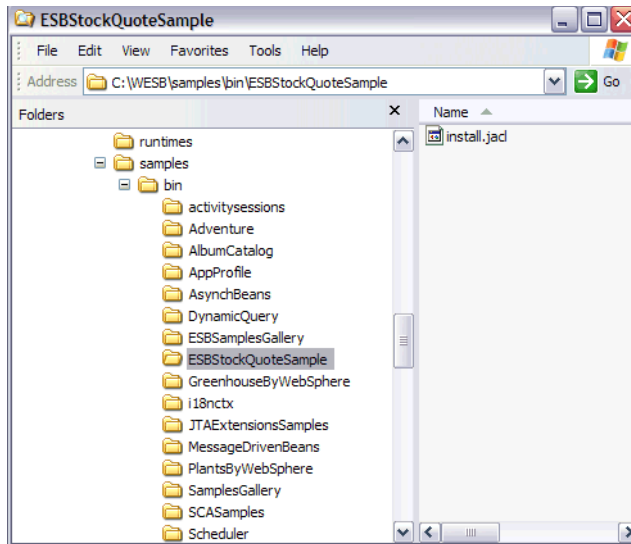 ESBStockQuoteSample
File Edit View Favorites Tools Help
Address C:\WESB\samples\bin\ESBStockQuoteSample Go
Folders
Name
install.jacl
runtimes
samples
bin
activitysessions
Adventure
AlbumCatalog
AppProfile
AsynchBeans
DynamicQuery
ESBSamplesGallery
ESBStockQuoteSample
GreenhouseByWebSphere
i18nctx
JTAExtensionsSamples
MessageDrivenBeans
PlantsByWebSphere
SamplesGallery
SCASamples
Scheduler